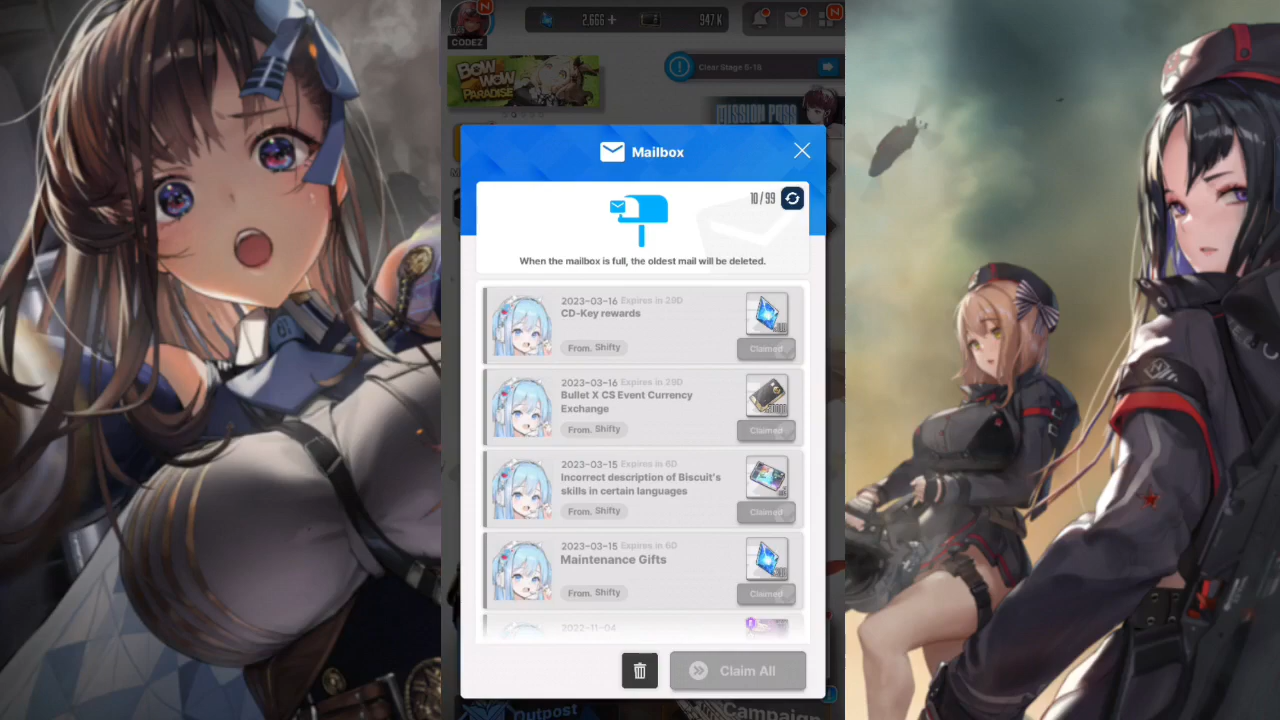 N
2,666 +
947 K
N
CODEZ
BOW WOW
PARADISE
Clear Stage 5-16
MISSION PASS
Mailbox
10 / 99
When the mailbox is full, the oldest mail will be deleted.
2023-03-16 Expires in 29D
CD-Key rewards
From. Shifty
Claimed
2023-03-16 Expires in 29D
Bullet X CS Event Currency
Exchange
From. Shifty
Claimed
2023-03-15 Expires in 6D
Incorrect description of Biscuit's
skills in certain languages
From. Shifty
Claimed
2023-03-15 Expires in 6D
Maintenance Gifts
From. Shifty
Claimed
2022-11-04
Claim All
Outpost
Campaign